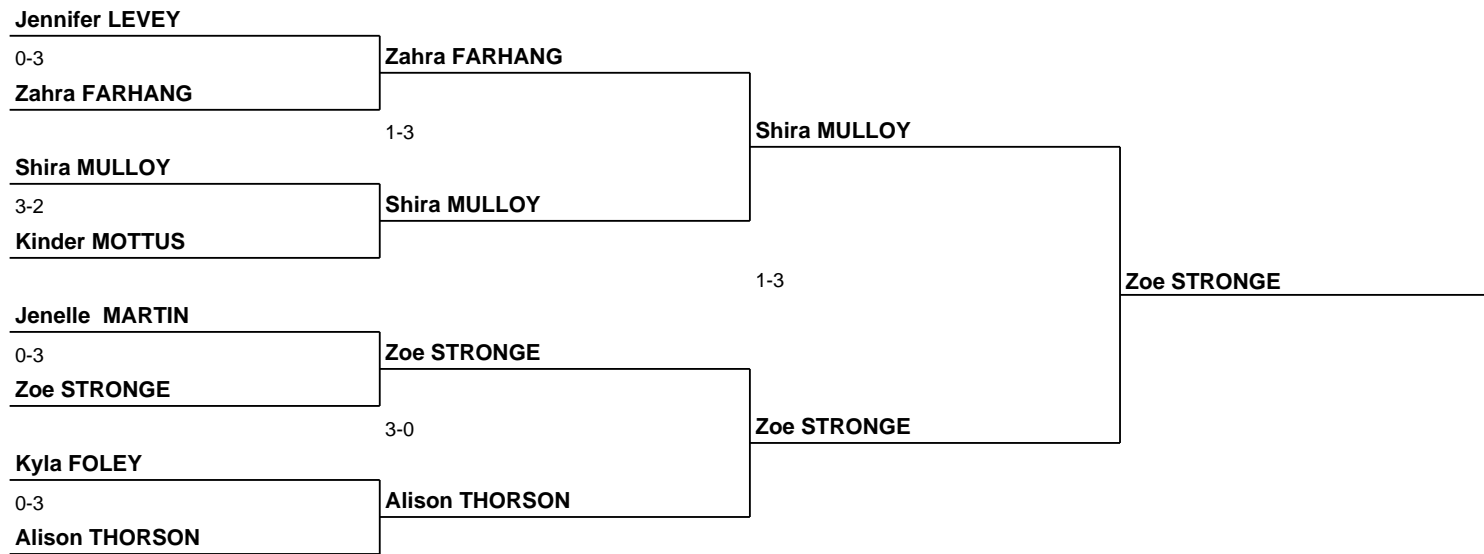 Jennifer LEVEY
0-3
Zahra FARHANG
Zahra FARHANG
1-3
Shira MULLOY
Shira MULLOY
3-2
Shira MULLOY
Kinder MOTTUS
1-3
Zoe STRONGE
Jenelle  MARTIN
0-3
Zoe STRONGE
Zoe STRONGE
3-0
Zoe STRONGE
Kyla FOLEY
0-3
Alison THORSON
Alison THORSON